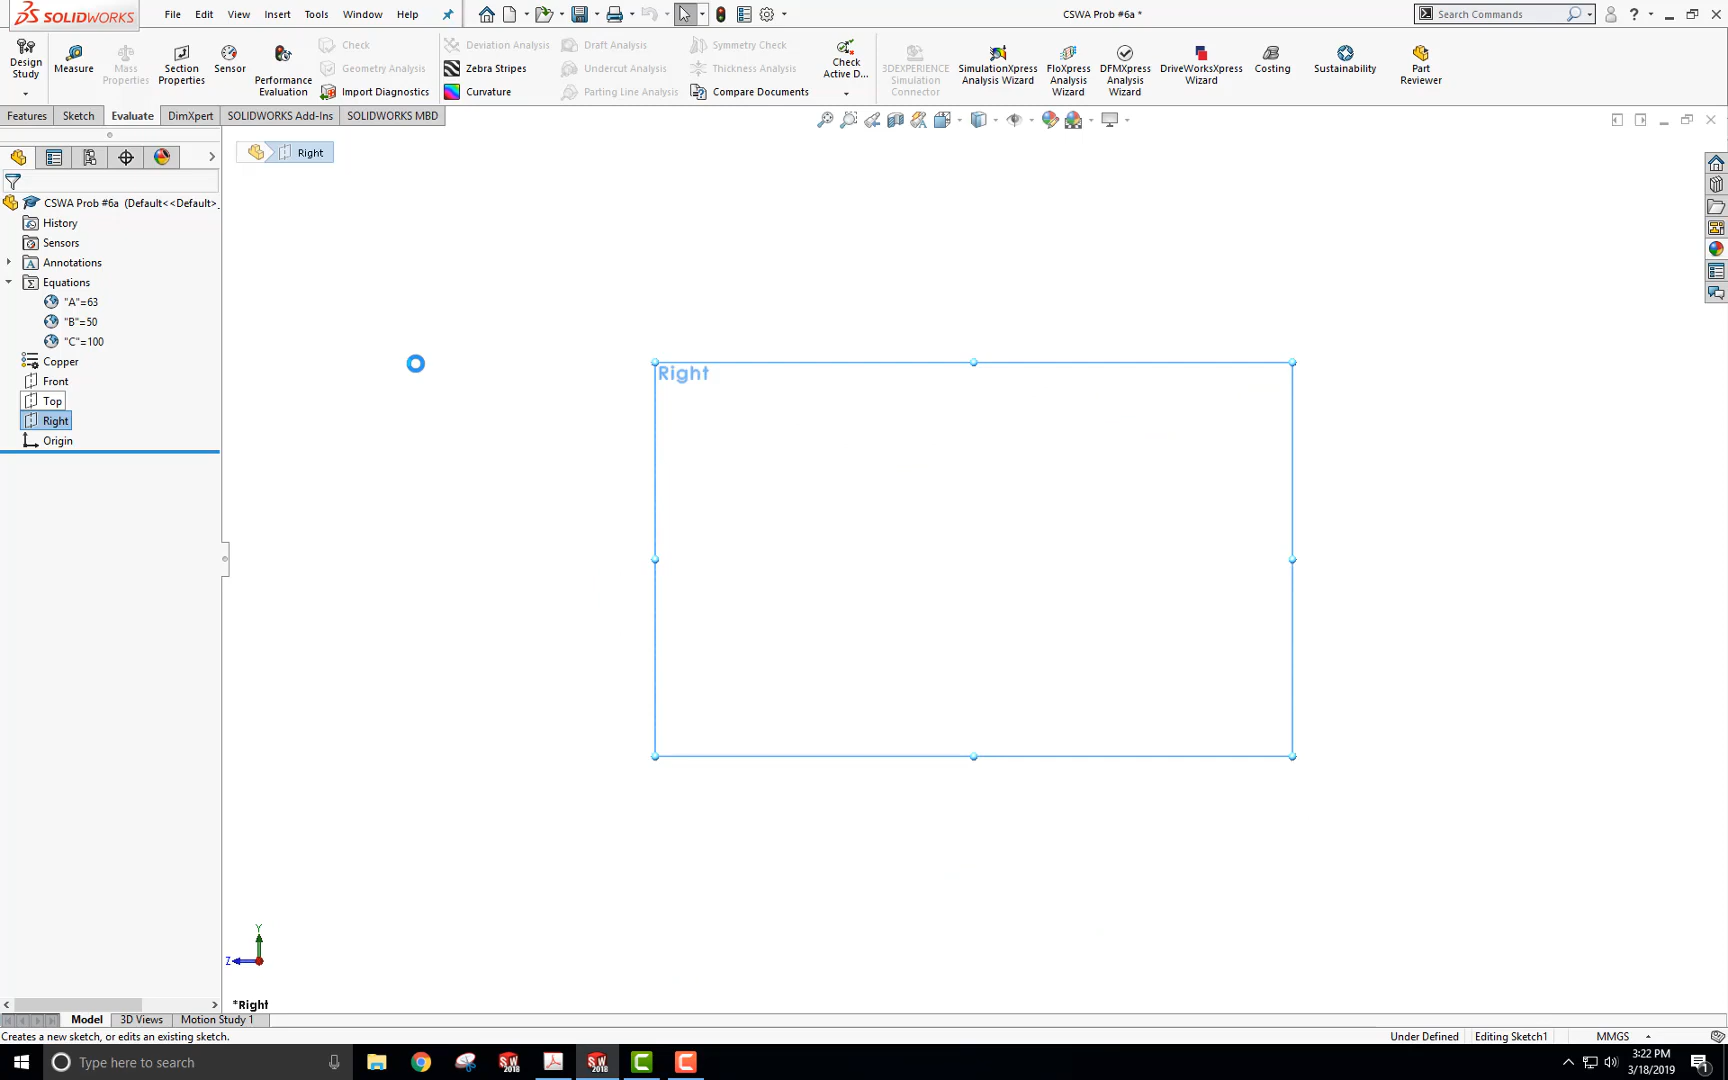 SOLIDWORKS
File Edit View Insert Tools Window Help
CSWA Prob #6a *
Search Commands
Design Study
Measure
Mass Properties
Section Properties
Sensor
Performance Evaluation
Check
Geometry Analysis
Import Diagnostics
Deviation Analysis
Zebra Stripes
Curvature
Draft Analysis
Undercut Analysis
Parting Line Analysis
Symmetry Check
Thickness Analysis
Compare Documents
Check Active D...
3DEXPERIENCE Simulation Connector
SimulationXpress Analysis Wizard
FloXpress Analysis Wizard
DFMXpress Analysis Wizard
DriveWorksXpress Wizard
Costing
Sustainability
Part Reviewer
Features Sketch Evaluate DimXpert SOLIDWORKS Add-Ins SOLIDWORKS MBD
Right
CSWA Prob #6a (Default<<Default>_
History
Sensors
Annotations
Equations
"A"=63
"B"=50
"C"=100
Copper
Front
Top
Right
Origin
Right
Y
Z
*Right
Model 3D Views Motion Study 1
Creates a new sketch, or edits an existing sketch.
Under Defined Editing Sketch1 MMGS
Type here to search
SW 2018
SW 2018
3:22 PM
3/18/2019
1